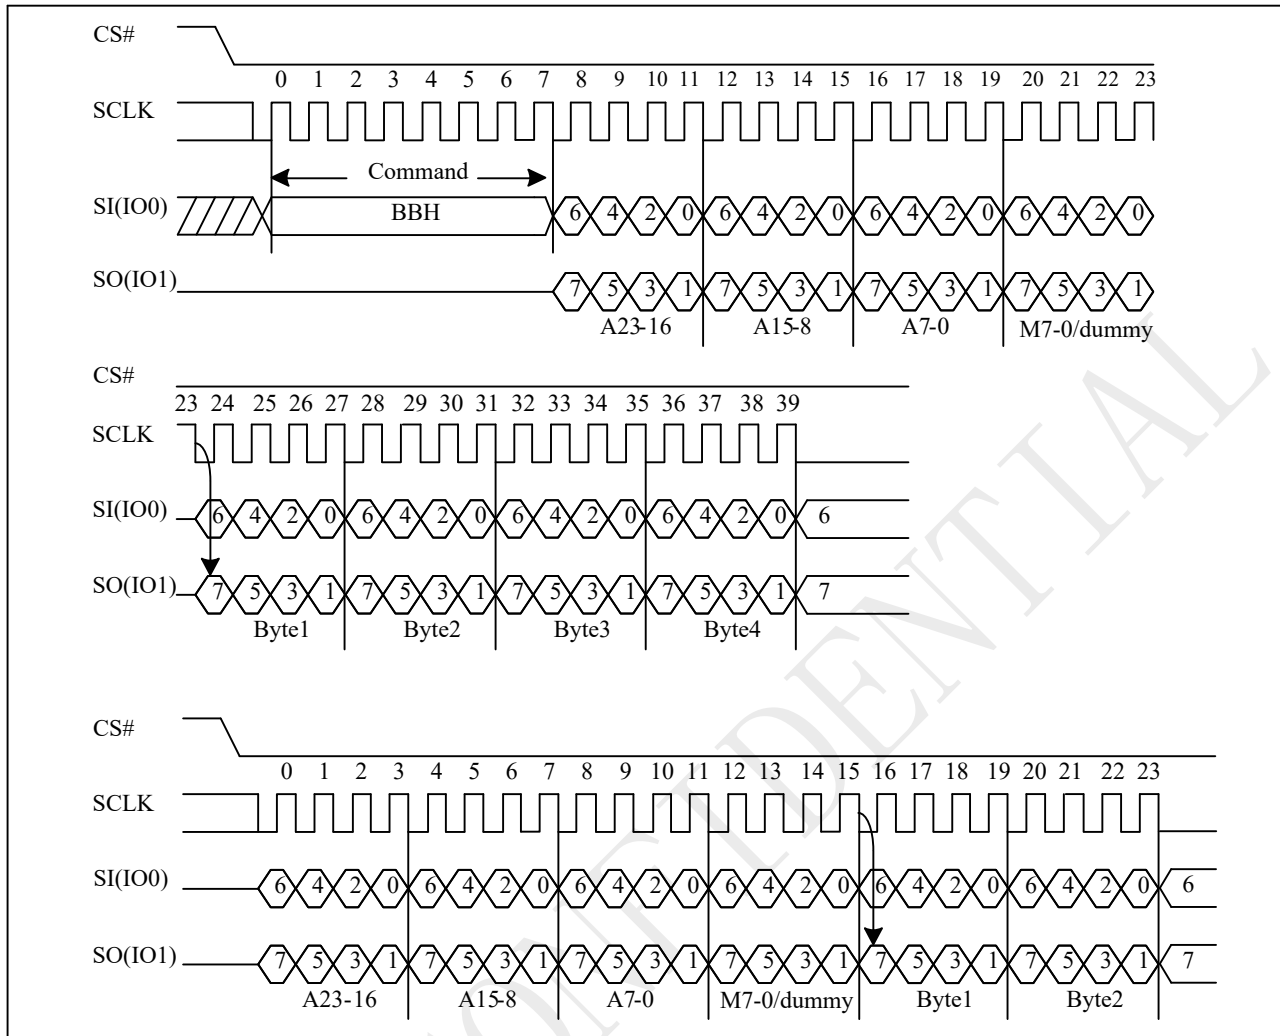 CS#
0 1 2 3 4 5 6 7 8 9 10 11 12 13 14 15 16 17 18 19 20 21 22 23
SCLK
Command
SI(IO0) BBH 6 4 2 0 6 4 2 0 6 4 2 0 6 4 2 0
SO(IO1) 7 5 3 1 7 5 3 1 7 5 3 1 7 5 3 1
A23-16 A15-8 A7-0 M7-0/dummy
CS#
23 24 25 26 27 28 29 30 31 32 33 34 35 36 37 38 39
SCLK
SI(IO0) 6 4 2 0 6 4 2 0 6 4 2 0 6 4 2 0 6
SO(IO1) 7 5 3 1 7 5 3 1 7 5 3 1 7 5 3 1 7
Byte1 Byte2 Byte3 Byte4
CS#
0 1 2 3 4 5 6 7 8 9 10 11 12 13 14 15 16 17 18 19 20 21 22 23
SCLK
SI(IO0) 6 4 2 0 6 4 2 0 6 4 2 0 6 4 2 0 6 4 2 0 6 4 2 0 6
SO(IO1) 7 5 3 1 7 5 3 1 7 5 3 1 7 5 3 1 7 5 3 1 7 5 3 1 7
A23-16 A15-8 A7-0 M7-0/dummy Byte1 Byte2
ONFIDENTIAL